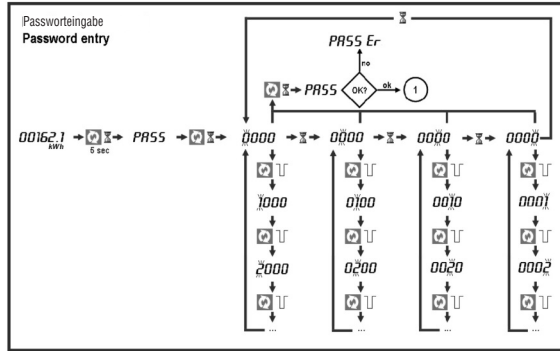 Passworteingabe
Password entry
PASS Er
no
PASS OK? ok 1
00162.1 PASS 0000 0000 0000 0000
kWh 5 sec
1000 0100 0010 0001
2000 0200 0020 0002
... ... ... ...